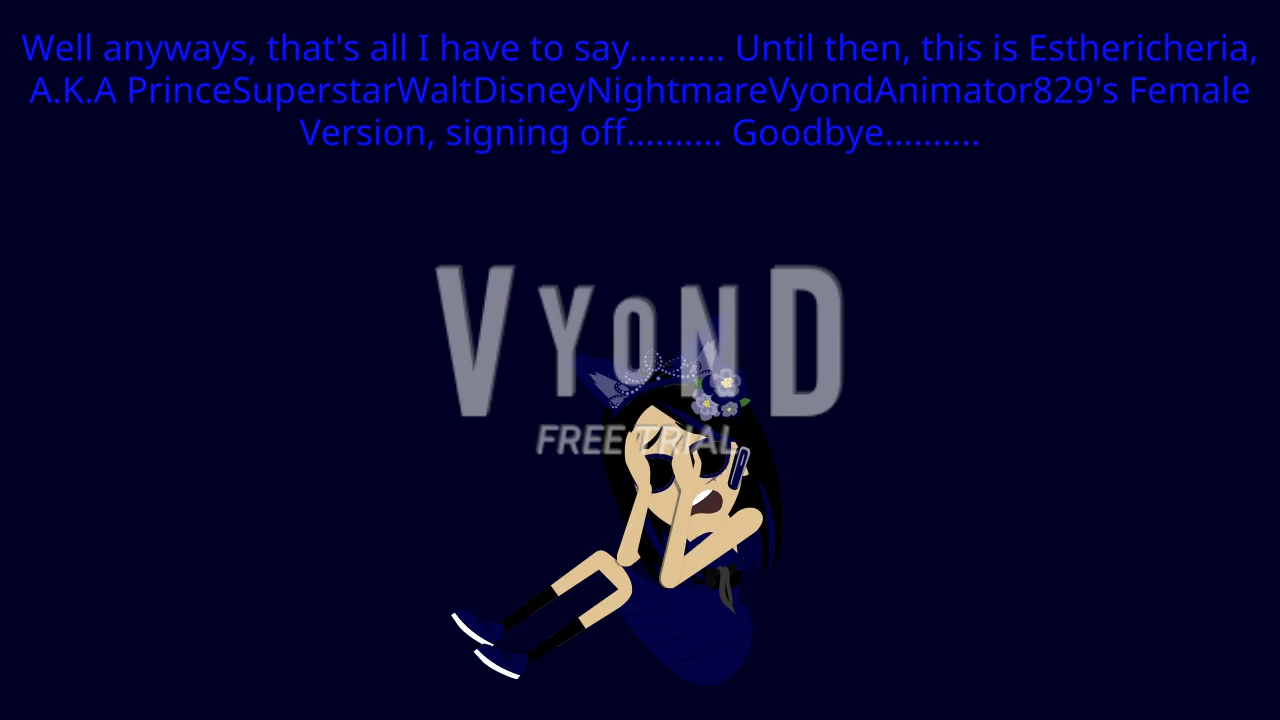 Well anyways, that's all I have to say.......... Until then, this is Esthericheria,
A.K.A PrinceSuperstarWaltDisneyNightmareVyondAnimator829's Female
Version, signing off.......... Goodbye..........
VYOND
FREE TRIAL